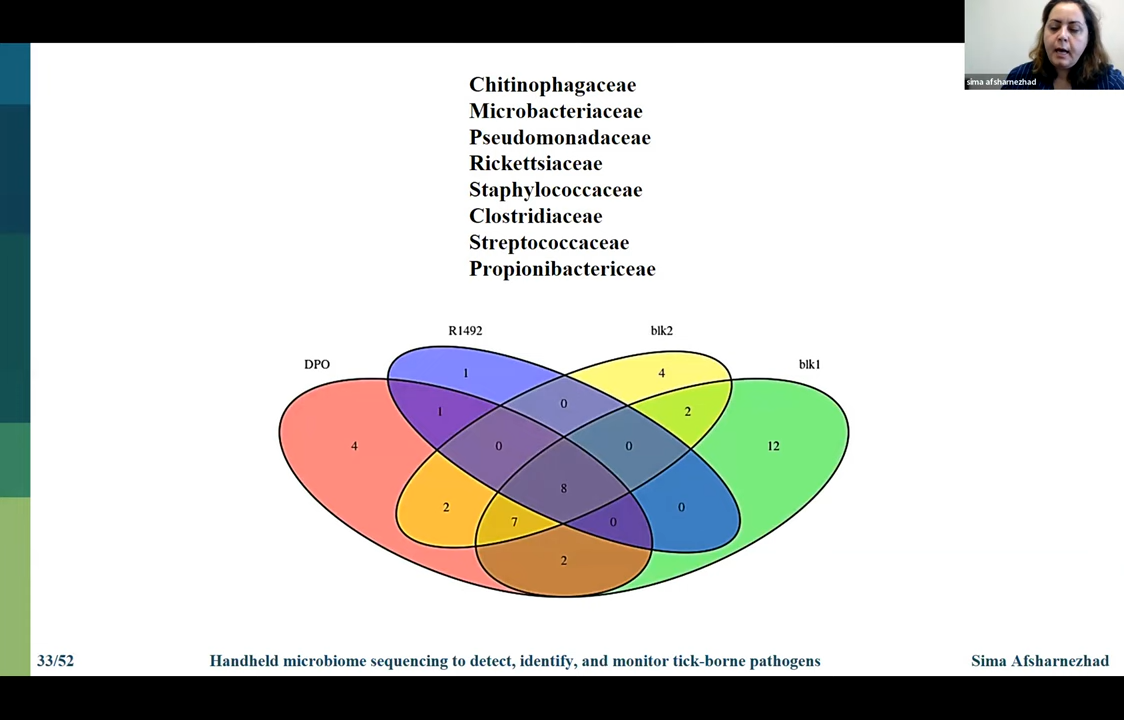 sima afsharnezhad
Chitinophagaceae
Microbacteriaceae
Pseudomonadaceae
Rickettsiaceae
Staphylococcaceae
Clostridiaceae
Streptococcaceae
Propionibactericeae
R1492
blk2
DPO
blk1
1
4
0
1
2
4
0
0
12
8
2
7
0
0
2
33/52
Handheld microbiome sequencing to detect, identify, and monitor tick-borne pathogens
Sima Afsharnezhad